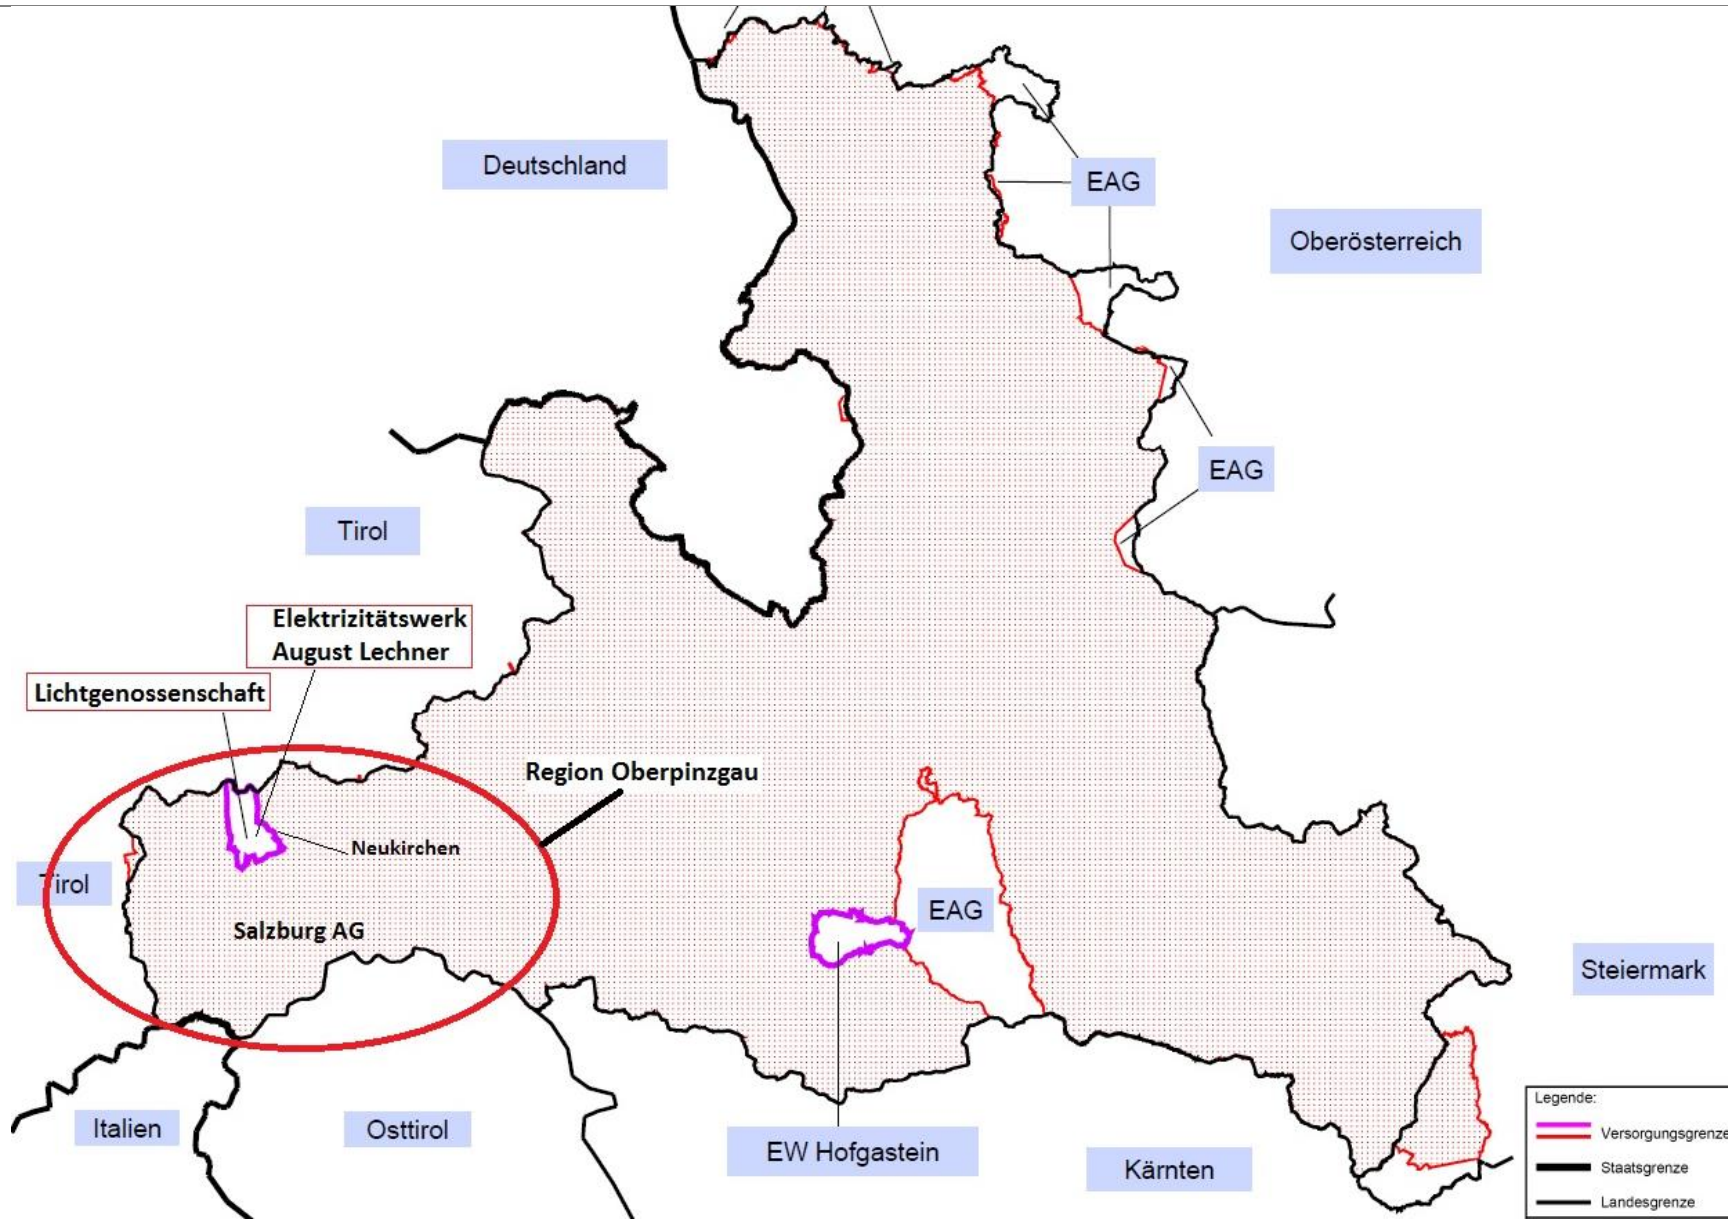 Deutschland
EAG
Oberösterreich
EAG
Tirol
Elektrizitätswerk
August Lechner
Lichtgenossenschaft
Region Oberpinzgau
Neukirchen
Tirol
EAG
Salzburg AG
Steiermark
Italien
Osttirol
EW Hofgastein
Kärnten
Legende:
Versorgungsgrenze
Staatsgrenze
Landesgrenze